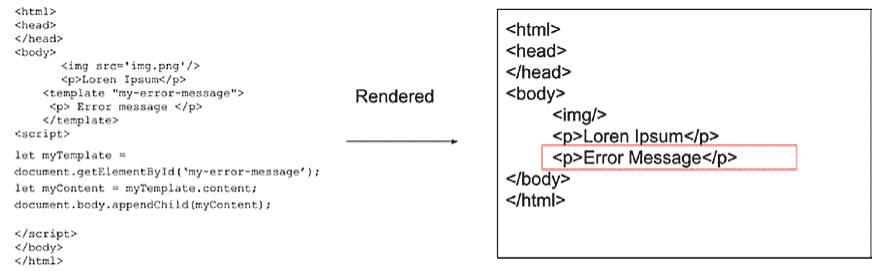 <html>
<head>
</head>
<body>
<img src='img.png'/>
<p>Loren Ipsum</p>
<template "my-error-message">
<p> Error message </p>
</template>
<script>
let myTemplate =
document.getElementById(‘my-error-message’);
let myContent = myTemplate.content;
document.body.appendChild(myContent);
</script>
</body>
</html>
Rendered
<html>
<head>
</head>
<body>
<img/>
<p>Loren Ipsum</p>
<p>Error Message</p>
</body>
</html>